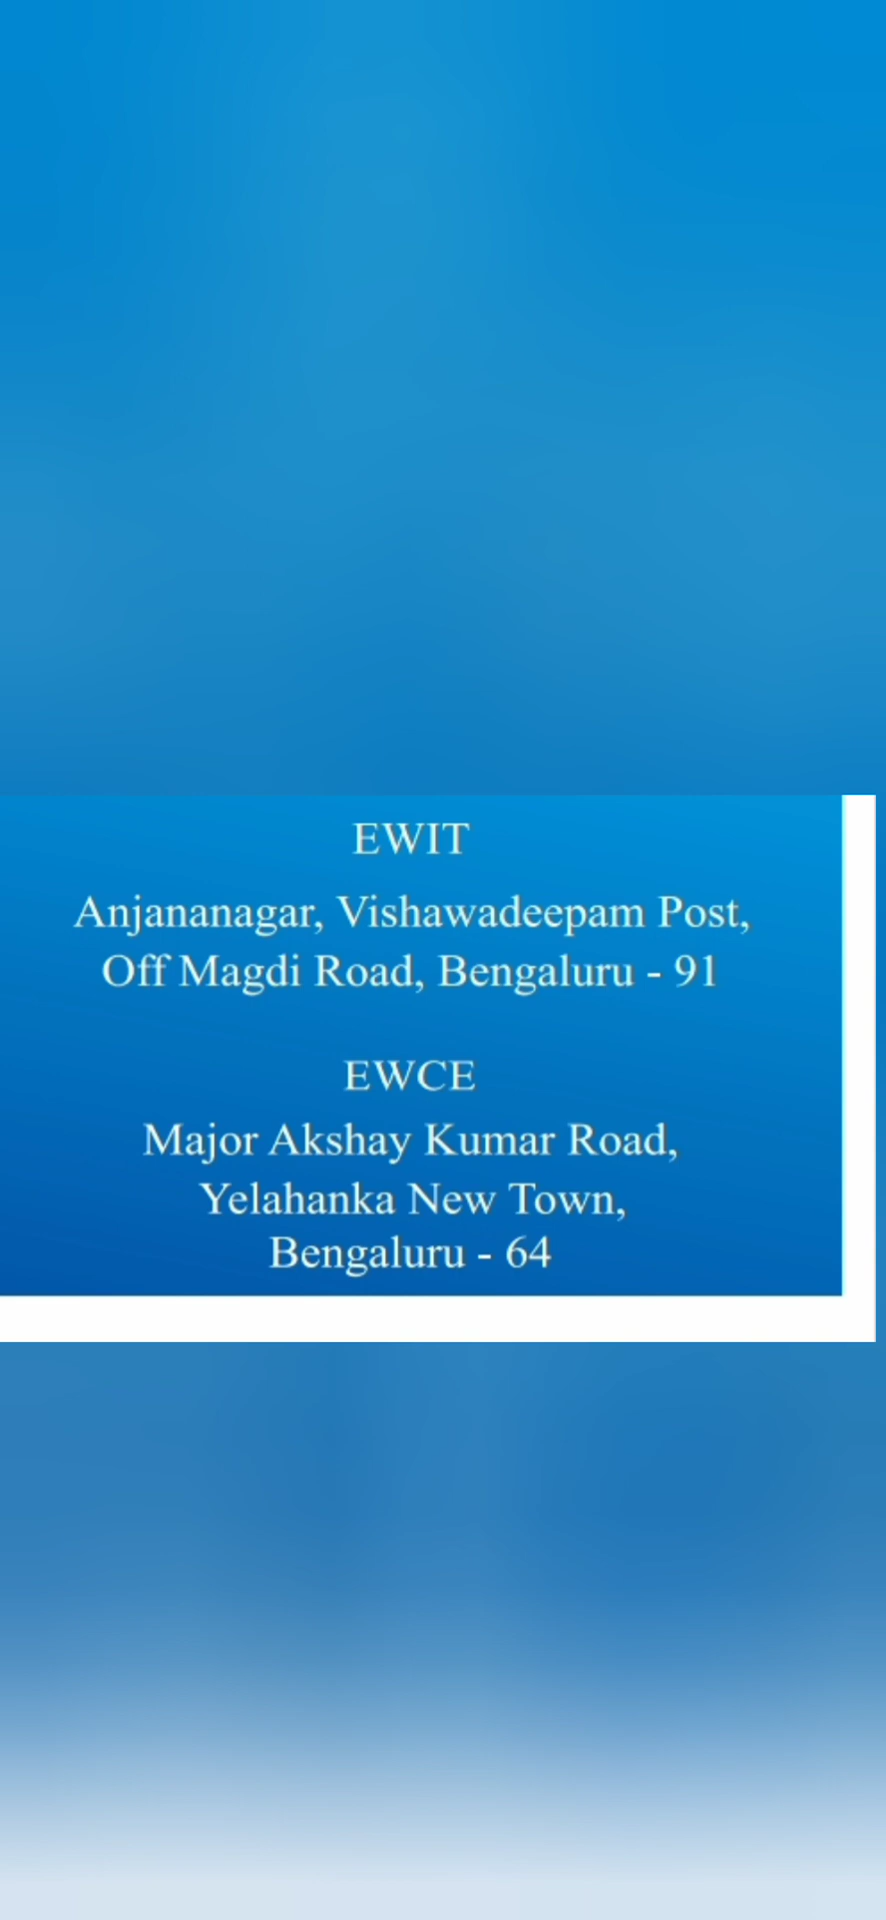 EWIT
Anjananagar, Vishawadeepam Post,
Off Magdi Road, Bengaluru - 91
EWCE
Major Akshay Kumar Road,
Yelahanka New Town,
Bengaluru - 64